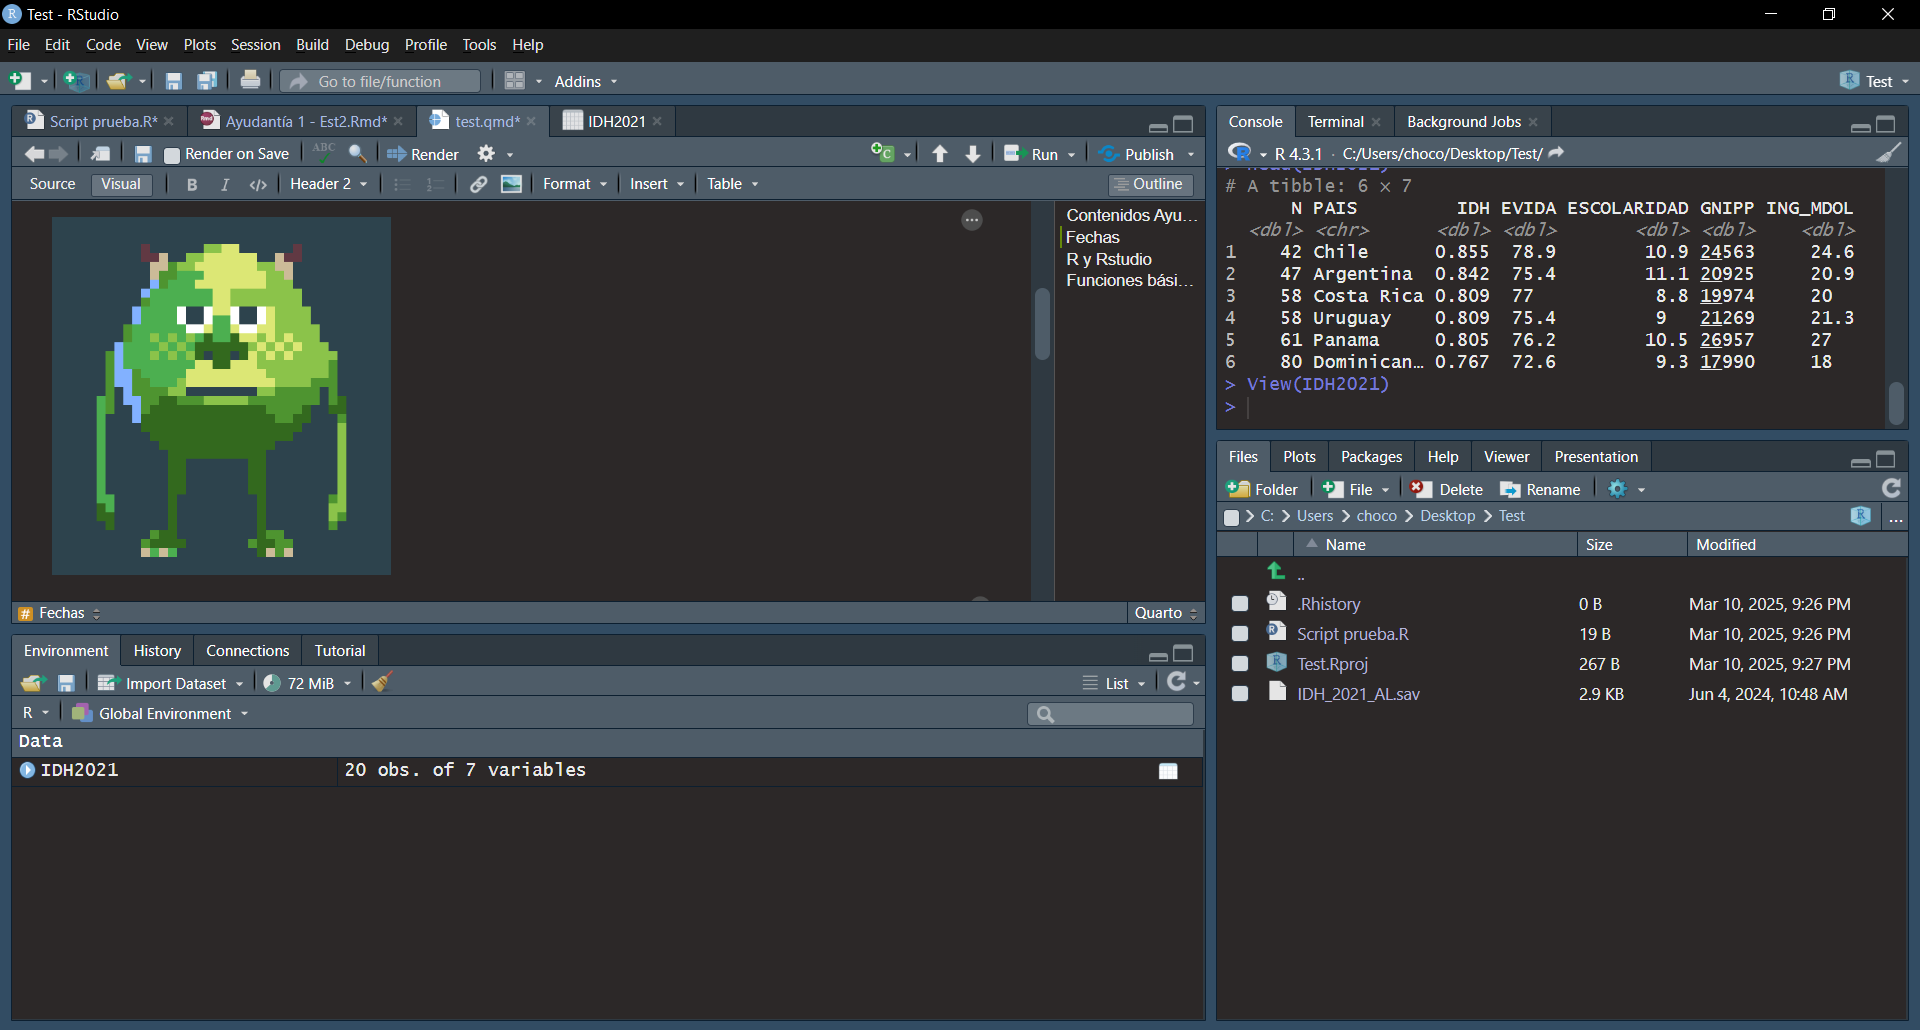 Test - RStudio
File Edit Code View Plots Session Build Debug Profile Tools Help
Go to file/function Addins Test
Script prueba.R* Ayudantía 1 - Est2.Rmd* test.qmd* IDH2021
Render on Save ABC Render Run Publish
Source Visual B I </> Header 2 Format Insert Table Outline
Contenidos Ayu...
Fechas
R y Rstudio
Funciones bási...
# Fechas Quarto
Environment History Connections Tutorial
Import Dataset 72 MiB List
R Global Environment
Data
IDH2021 20 obs. of 7 variables
Console Terminal Background Jobs
R 4.3.1 · C:/Users/choco/Desktop/Test/
# A tibble: 6 × 7
N PAIS IDH EVIDA ESCOLARIDAD GNIPP ING_MDOL
<dbl> <chr> <dbl> <dbl> <dbl> <dbl> <dbl>
1 42 Chile 0.855 78.9 10.9 24563 24.6
2 47 Argentina 0.842 75.4 11.1 20925 20.9
3 58 Costa Rica 0.809 77 8.8 19974 20
4 58 Uruguay 0.809 75.4 9 21269 21.3
5 61 Panama 0.805 76.2 10.5 26957 27
6 80 Dominican… 0.767 72.6 9.3 17990 18
> View(IDH2021)
>
Files Plots Packages Help Viewer Presentation
Folder File Delete Rename
C: > Users > choco > Desktop > Test ...
Name Size Modified
..
.Rhistory 0 B Mar 10, 2025, 9:26 PM
Script prueba.R 19 B Mar 10, 2025, 9:26 PM
Test.Rproj 267 B Mar 10, 2025, 9:27 PM
IDH_2021_AL.sav 2.9 KB Jun 4, 2024, 10:48 AM